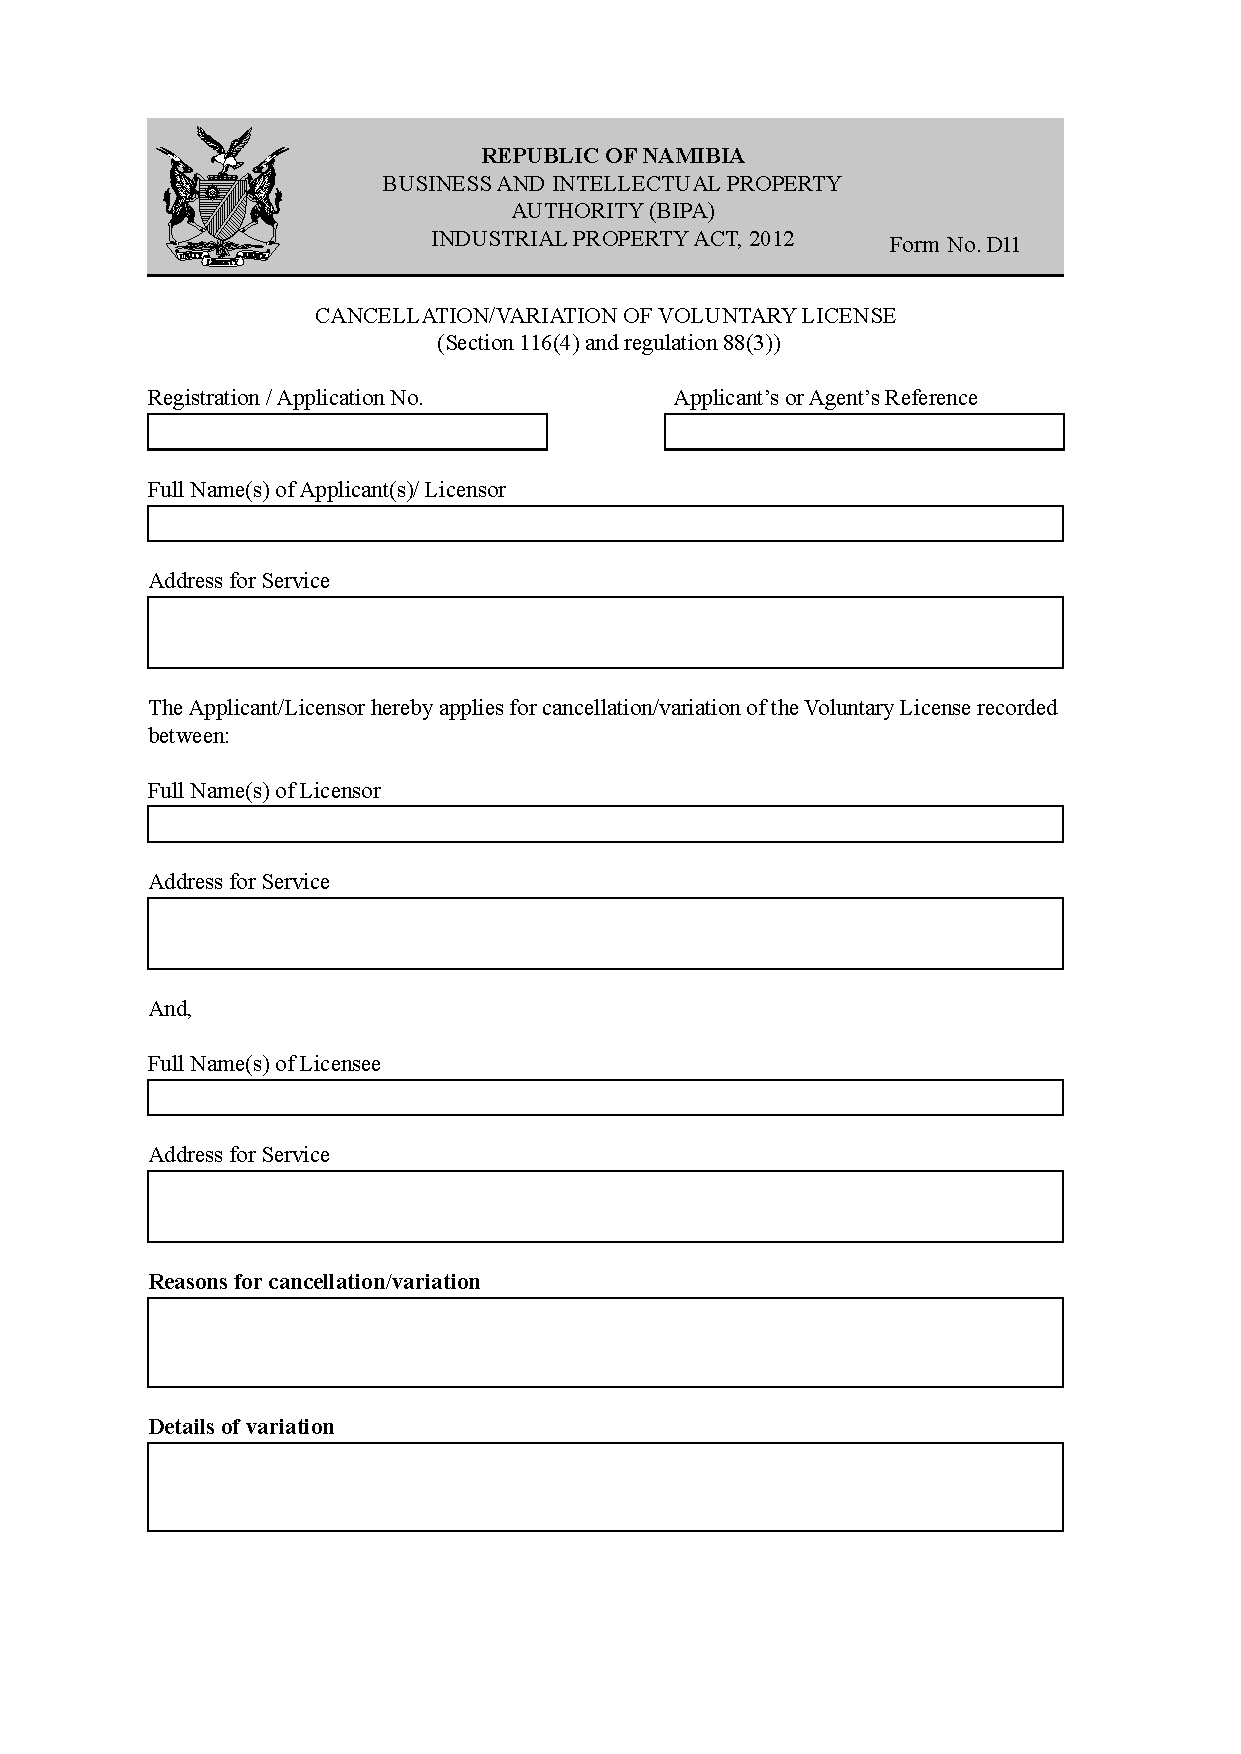 REPUBLIC OF NAMIBIA
BUSINESS AND INTELLECTUAL PROPERTY
AUTHORITY (BIPA)
INDUSTRIAL PROPERTY ACT, 2012
Form No. D11
CANCELLATION/VARIATION OF VOLUNTARY LICENSE
(Section 116(4) and regulation 88(3))
Registration / Application No.
Applicant’s or Agent’s Reference
Full Name(s) of Applicant(s)/ Licensor
Address for Service
The Applicant/Licensor hereby applies for cancellation/variation of the Voluntary License recorded
between:
Full Name(s) of Licensor
Address for Service
And,
Full Name(s) of Licensee
Address for Service
Reasons for cancellation/variation
Details of variation